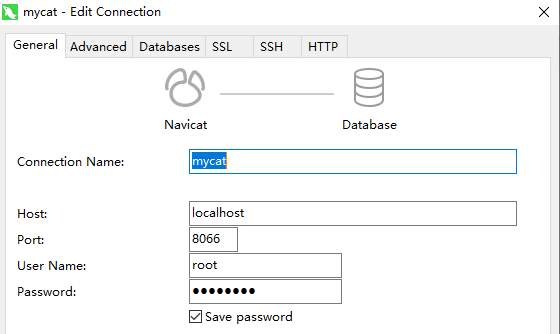 mycat - Edit Connection
General Advanced Databases SSL SSH HTTP
Navicat Database
Connection Name: mycat
Host: localhost
Port: 8066
User Name: root
Password: ●●●●●●●●
Save password